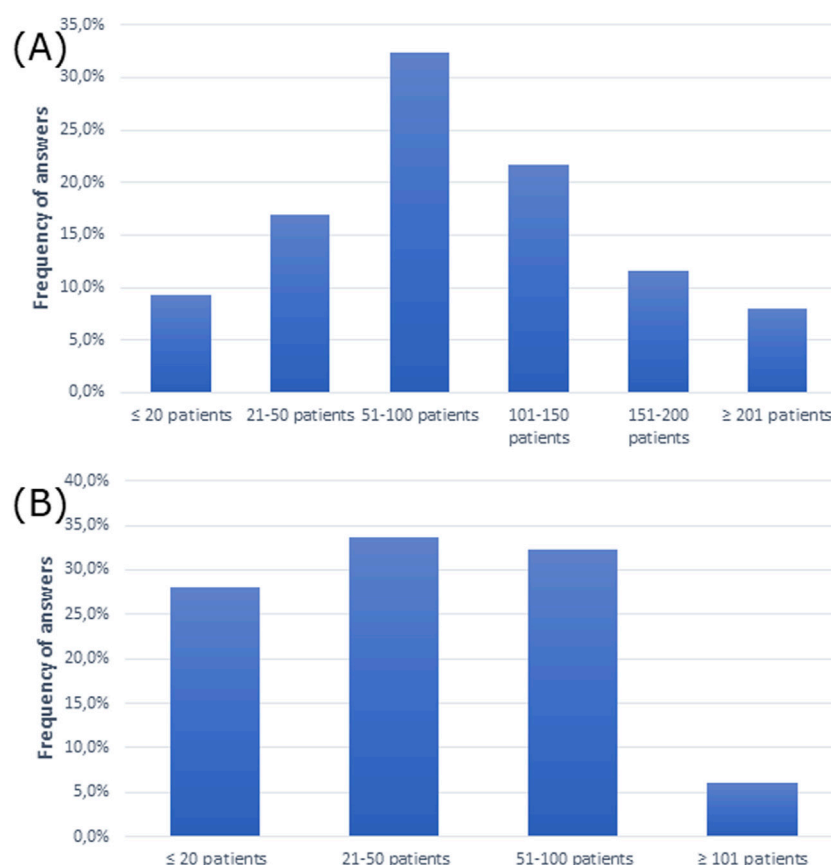 (A)
Frequency of answers
35,0%
30,0%
25,0%
20,0%
15,0%
10,0%
5,0%
0,0%
≤ 20 patients
21-50 patients
51-100 patients
101-150
patients
151-200
patients
≥ 201 patients
(B)
Frequency of answers
40,0%
35,0%
30,0%
25,0%
20,0%
15,0%
10,0%
5,0%
0,0%
≤ 20 patients
21-50 patients
51-100 patients
≥ 101 patients